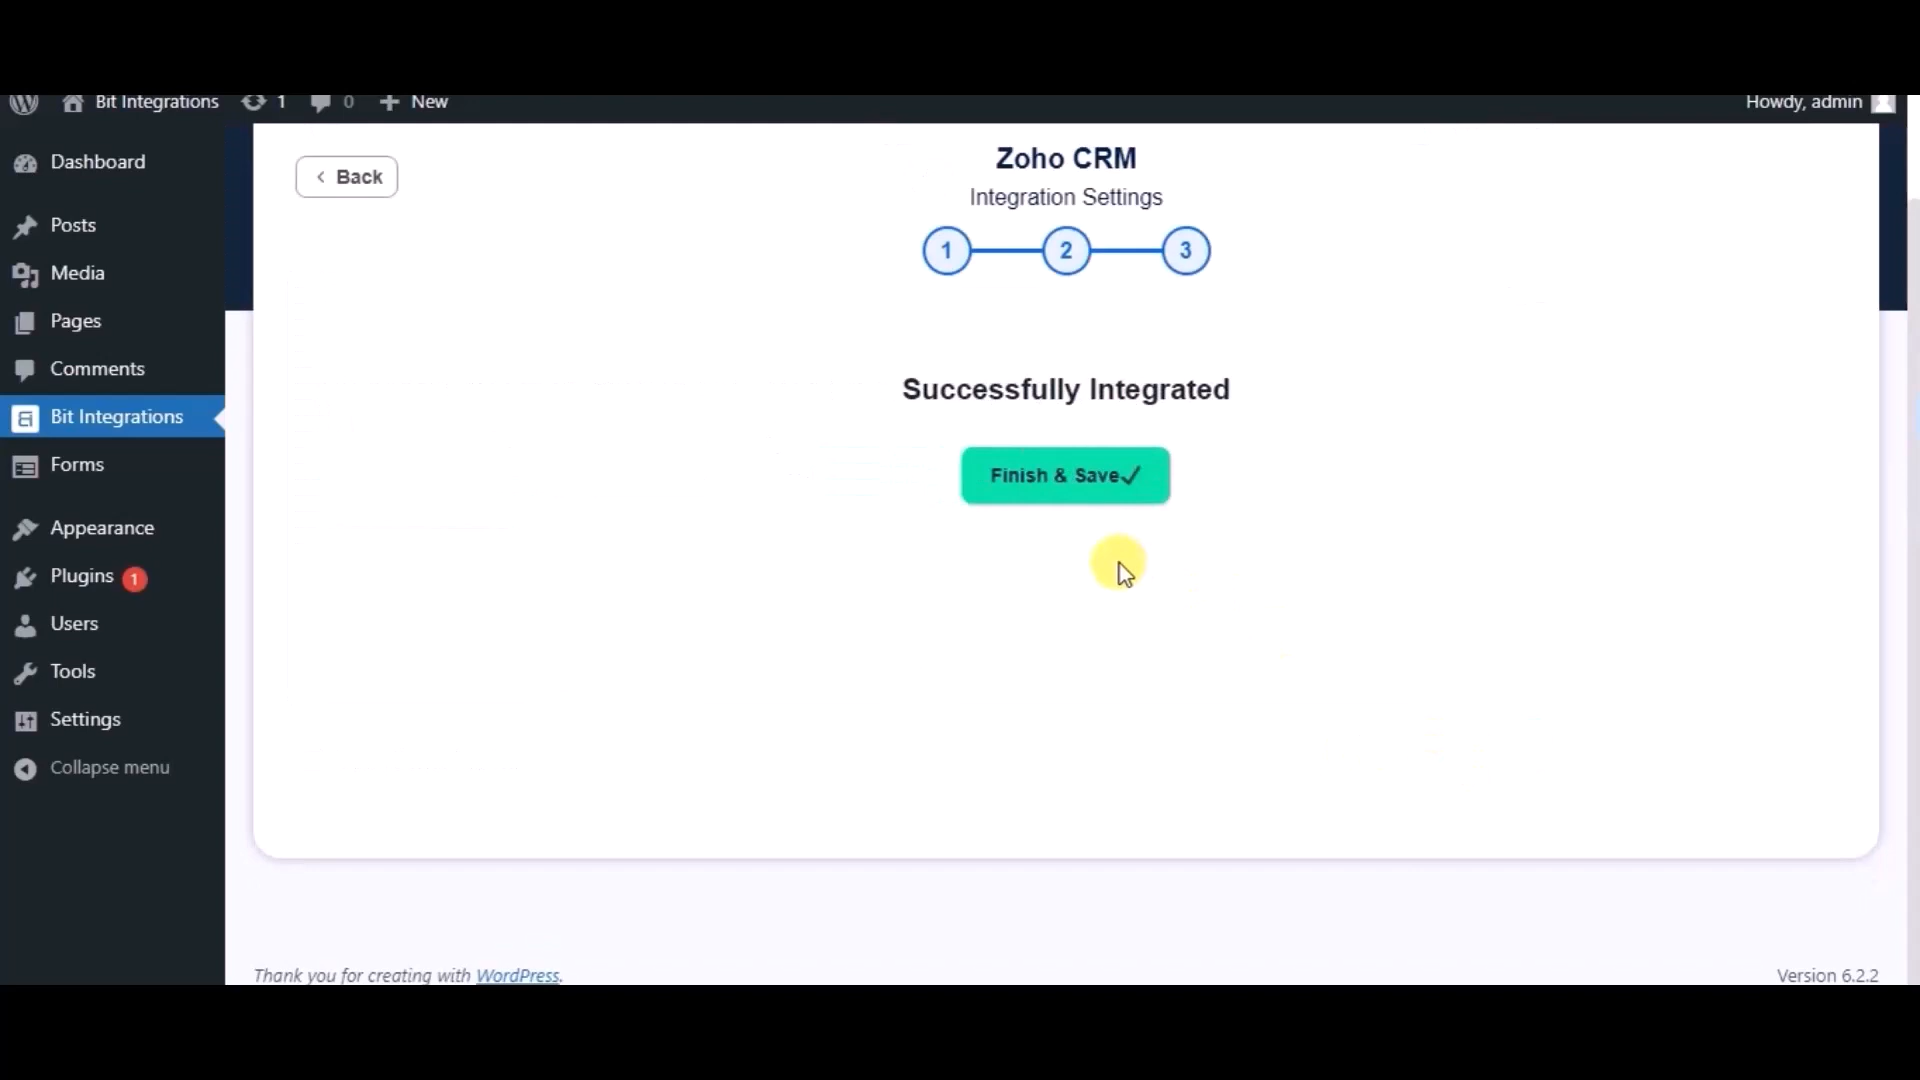 Bit Integrations 1 0 New Howdy, admin
Dashboard
Posts
Media
Pages
Comments
Bit Integrations
Forms
Appearance
Plugins 1
Users
Tools
Settings
Collapse menu
Back
Zoho CRM
Integration Settings
1 2 3
Successfully Integrated
Finish & Save✓
Thank you for creating with WordPress.
Version 6.2.2